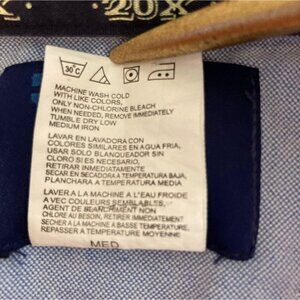 20X
30°C
MACHINE WASH COLD
WITH LIKE COLORS,
ONLY NON-CHLORINE BLEACH
WHEN NEEDED, REMOVE IMMEDIATELY
TUMBLE DRY LOW
MEDIUM IRON
LAVAR EN LAVADORA CON
COLORES SIMILARES EN AGUA FRIA,
USAR SOLO BLANQUEADOR SIN
CLORO SI ES NECESARIO,
RETIRAR INMEDIATAMENTE
SECAR EN SECADORA A TEMPERATURA BAJA,
PLANCHAR A TEMPERATURA MEDIA
LAVER A LA MACHINE A L'EAU FROIDE
A VEC COULEURS SEMBLABLES,
AGENT DE BLANCHIMENT NON
CHLORE AU BESOIN, RETIRER IMMEDIATEMENT
SECHER A LA MACHINE A BASSE TEMPERATURE,
REPASSER A TEMPERATURE MOYENNE
MED